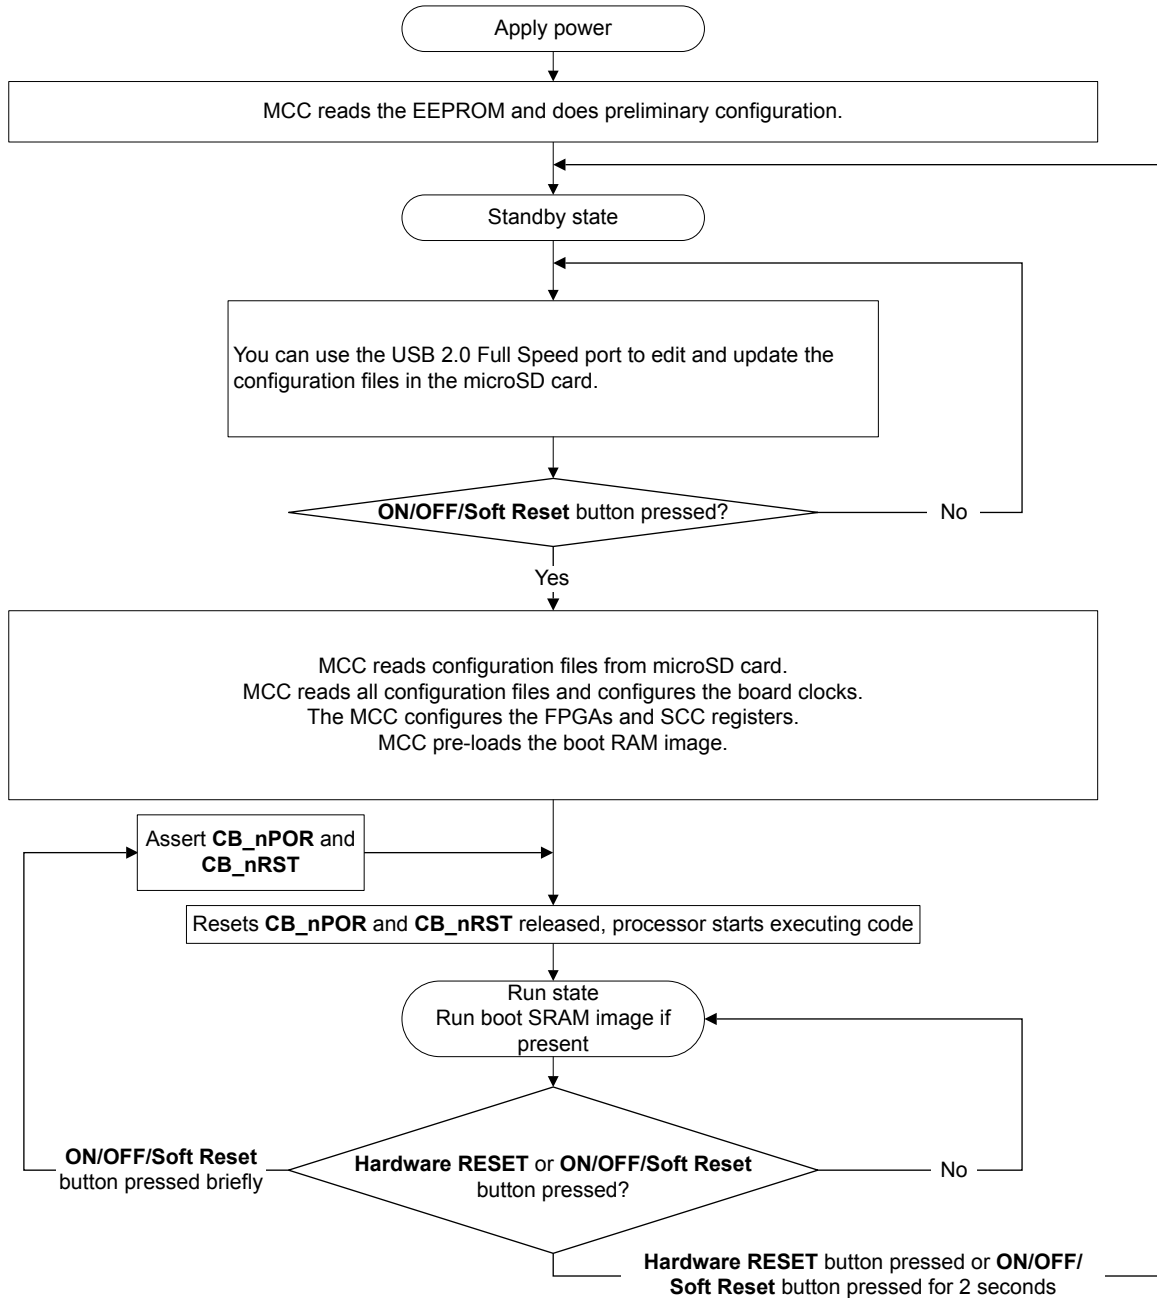 Apply power
MCC reads the EEPROM and does preliminary configuration.
Standby state
You can use the USB 2.0 Full Speed port to edit and update the
configuration files in the microSD card.
ON/OFF/Soft Reset button pressed?
No
Yes
MCC reads configuration files from microSD card.
MCC reads all configuration files and configures the board clocks.
The MCC configures the FPGAs and SCC registers.
MCC pre-loads the boot RAM image.
Assert CB_nPOR and
CB_nRST
Resets CB_nPOR and CB_nRST released, processor starts executing code
Run state
Run boot SRAM image if
present
ON/OFF/Soft Reset
button pressed briefly
Hardware RESET or ON/OFF/Soft Reset
button pressed?
No
Hardware RESET button pressed or ON/OFF/
Soft Reset button pressed for 2 seconds